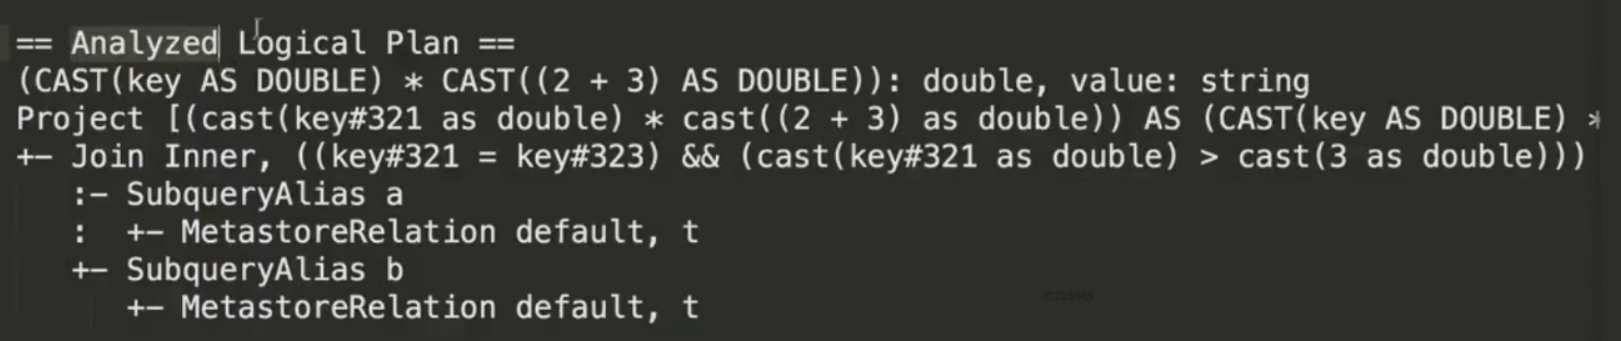 == Analyzed Logical Plan ==
(CAST(key AS DOUBLE) * CAST((2 + 3) AS DOUBLE)): double, value: string
Project [(cast(key#321 as double) * cast((2 + 3) as double)) AS (CAST(key AS DOUBLE) *
+- Join Inner, ((key#321 = key#323) && (cast(key#321 as double) > cast(3 as double)))
   :- SubqueryAlias a
   :  +- MetastoreRelation default, t
   +- SubqueryAlias b
      +- MetastoreRelation default, t